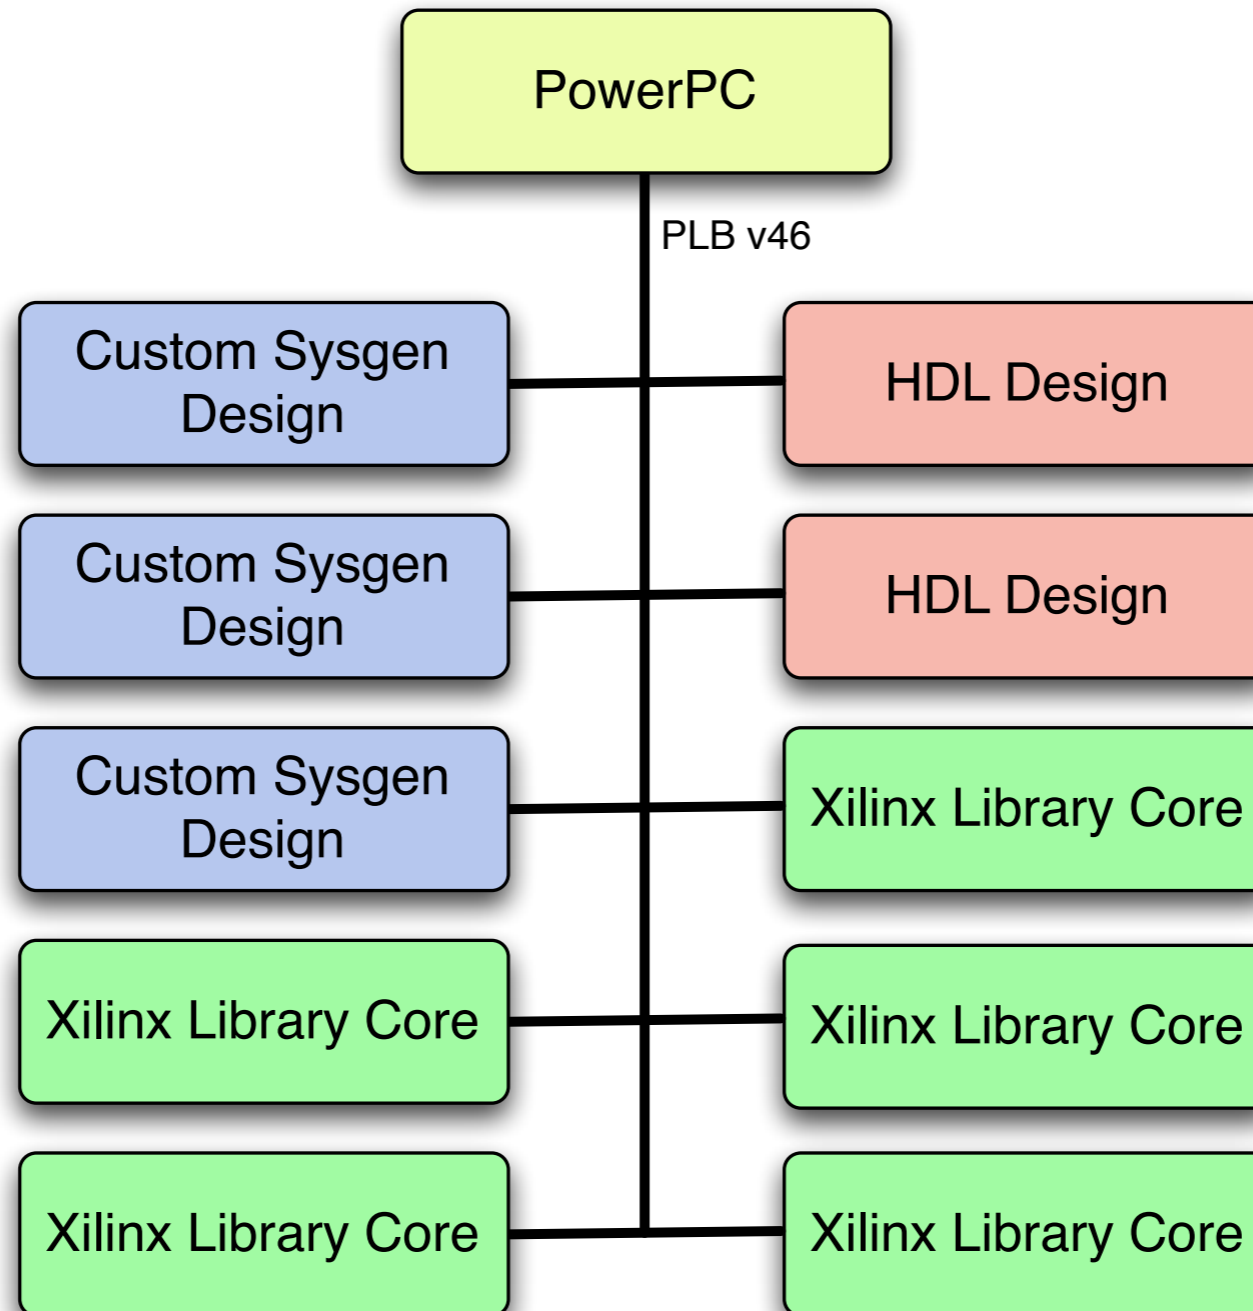 PowerPC
PLB v46
Custom Sysgen
Design
HDL Design
Custom Sysgen
Design
HDL Design
Custom Sysgen
Design
Xilinx Library Core
Xilinx Library Core
Xilinx Library Core
Xilinx Library Core
Xilinx Library Core